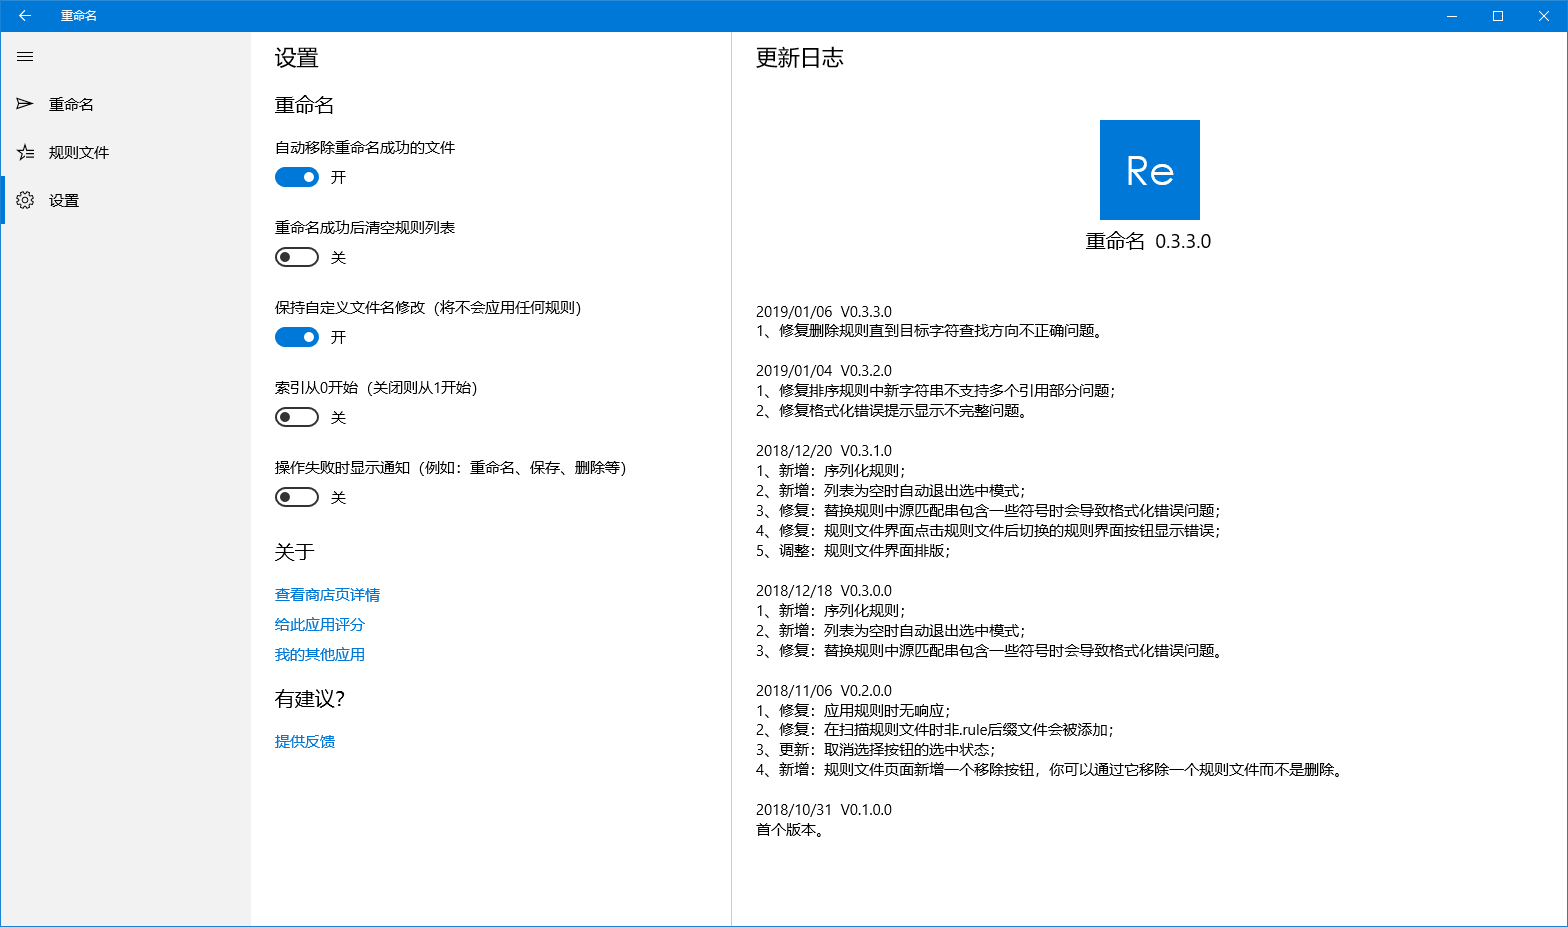 重命名
重命名
规则文件
设置
设置
重命名
自动移除重命名成功的文件
开
重命名成功后清空规则列表
关
保持自定义文件名修改（将不会应用任何规则）
开
索引从0开始（关闭则从1开始）
关
操作失败时显示通知（例如：重命名、保存、删除等）
关
关于
查看商店页详情
给此应用评分
我的其他应用
有建议?
提供反馈
更新日志
Re
重命名 0.3.3.0
2019/01/06 V0.3.3.0
1、修复删除规则直到目标字符查找方向不正确问题。
2019/01/04 V0.3.2.0
1、修复排序规则中新字符串不支持多个引用部分问题；
2、修复格式化错误提示显示不完整问题。
2018/12/20 V0.3.1.0
1、新增：序列化规则；
2、新增：列表为空时自动退出选中模式；
3、修复：替换规则中源匹配串包含一些符号时会导致格式化错误问题；
4、修复：规则文件界面点击规则文件后切换的规则界面按钮显示错误；
5、调整：规则文件界面排版；
2018/12/18 V0.3.0.0
1、新增：序列化规则；
2、新增：列表为空时自动退出选中模式；
3、修复：替换规则中源匹配串包含一些符号时会导致格式化错误问题。
2018/11/06 V0.2.0.0
1、修复：应用规则时无响应；
2、修复：在扫描规则文件时非.rule后缀文件会被添加；
3、更新：取消选择按钮的选中状态；
4、新增：规则文件页面新增一个移除按钮，你可以通过它移除一个规则文件而不是删除。
2018/10/31 V0.1.0.0
首个版本。